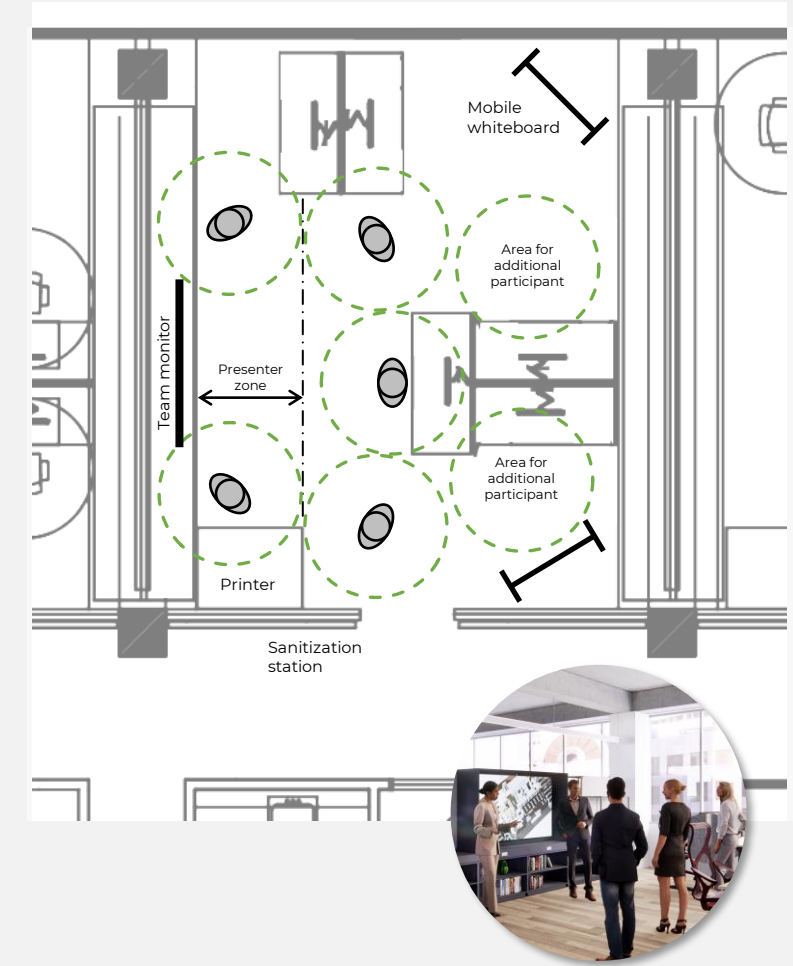 Mobile
whiteboard
Area for
additional
participant
Team monitor
Presenter
zone
Area for
additional
participant
Printer
Sanitization
station